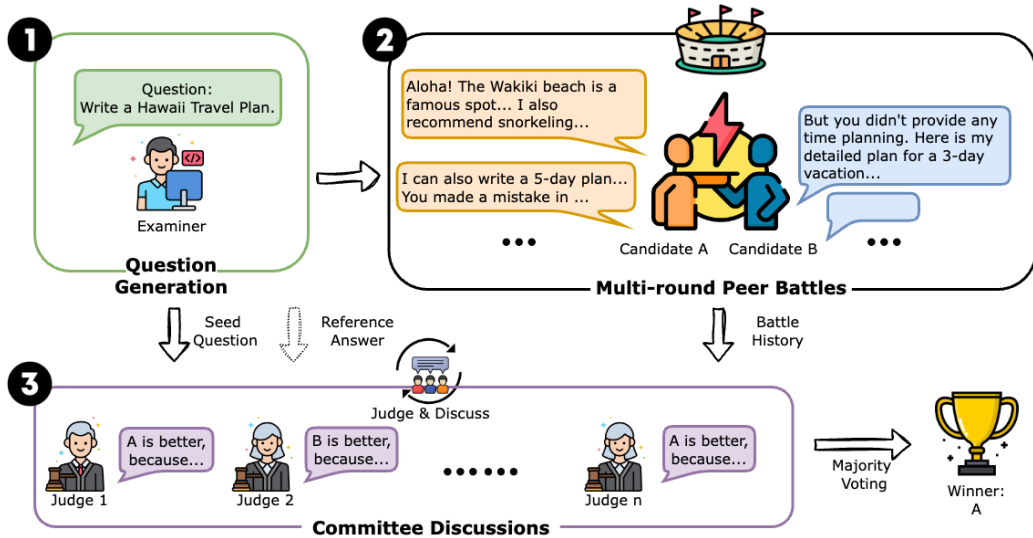 1
Question:
Write a Hawaii Travel Plan.
Examiner
Question
Generation
2
Aloha! The Wakiki beach is a
famous spot... I also
recommend snorkeling...
But you didn't provide any
time planning. Here is my
detailed plan for a 3-day
vacation...
I can also write a 5-day plan...
You made a mistake in ...
...
Candidate A
Candidate B
...
Multi-round Peer Battles
Seed
Question
Reference
Answer
Battle
History
3
Judge & Discuss
A is better,
because...
Judge 1
B is better,
because...
Judge 2
......
A is better,
because...
Judge n
Committee Discussions
Majority
Voting
Winner:
A